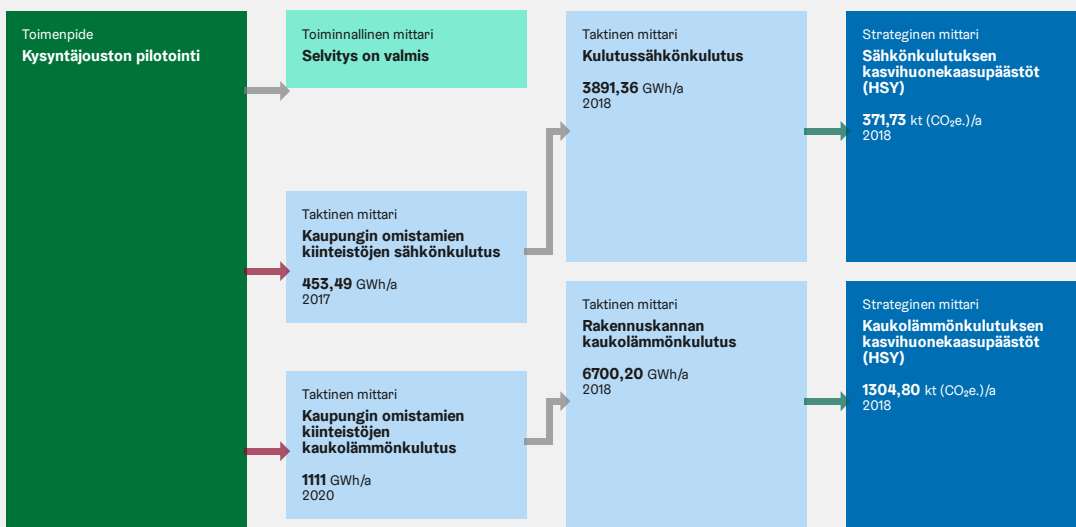 Toimenpide
Kysyntäjouston pilotointi
Toiminnallinen mittari
Selvitys on valmis
Taktinen mittari
Kaupungin omistamien
kiinteistöjen sähkönkulutus
453,49 GWh/a
2017
Taktinen mittari
Kaupungin omistamien
kiinteistöjen
kaukolämmönkulutus
1111 GWh/a
2020
Taktinen mittari
Kulutussähkönkulutus
3891,36 GWh/a
2018
Taktinen mittari
Rakennuskannan
kaukolämmönkulutus
6700,20 GWh/a
2018
Strateginen mittari
Sähkönkulutuksen
kasvihuonekaasupäästöt
(HSY)
371,73 kt (CO₂e.)/a
2018
Strateginen mittari
Kaukolämmönkulutuksen
kasvihuonekaasupäästöt
(HSY)
1304,80 kt (CO₂e.)/a
2018